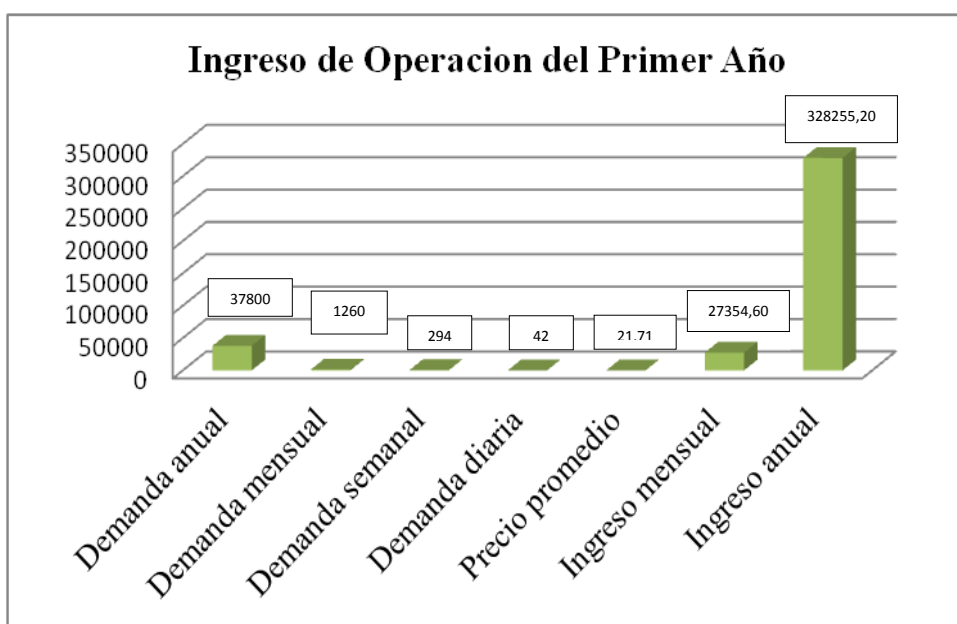 Ingreso de Operacion del Primer Año
328255,20
350000
300000
250000
200000
150000
100000
50000
0
37800
1260
294
42
21.71
27354,60
Demanda anual
Demanda mensual
Demanda semanal
Demanda diaria
Precio promedio
Ingreso mensual
Ingreso anual